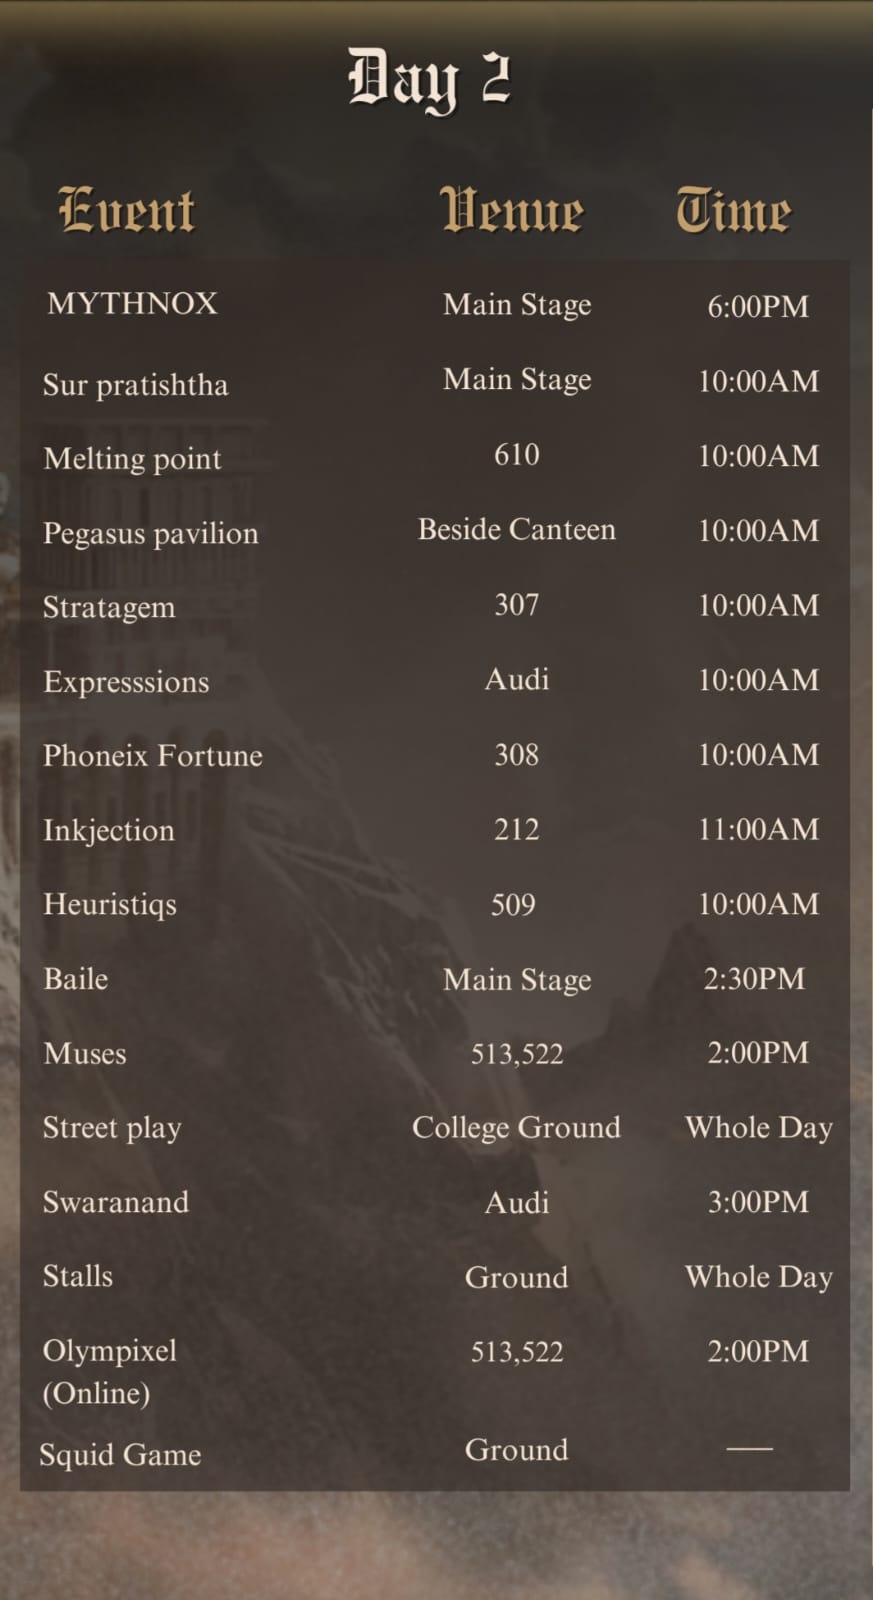 Day 2
Event Venue Time
MYTHNOX Main Stage 6:00PM
Sur pratishtha Main Stage 10:00AM
Melting point 610 10:00AM
Pegasus pavilion Beside Canteen 10:00AM
Stratagem 307 10:00AM
Expresssions Audi 10:00AM
Phoneix Fortune 308 10:00AM
Inkjection 212 11:00AM
Heuristiqs 509 10:00AM
Baile Main Stage 2:30PM
Muses 513,522 2:00PM
Street play College Ground Whole Day
Swaranand Audi 3:00PM
Stalls Ground Whole Day
Olympixel 513,522 2:00PM
(Online)
Squid Game Ground —